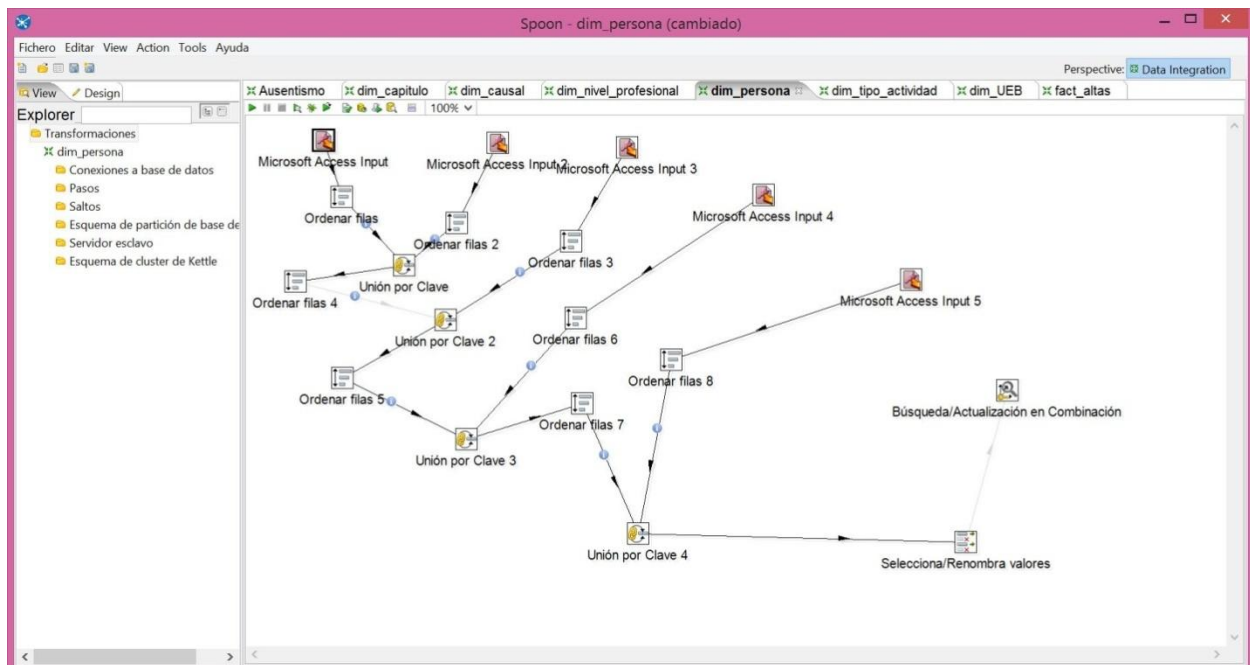 Spoon - dim_persona (cambiado)
Fichero Editar View Action Tools Ayuda
Perspective: Data Integration
View Design
Ausentismo dim_capitulo dim_causal dim_nivel_profesional dim_persona dim_tipo_actividad dim_UEB fact_altas
Explorer
100%
Transformaciones
dim_persona
Conexiones a base de datos
Pasos
Saltos
Esquema de partición de base de
Servidor esclavo
Esquema de cluster de Kettle
Microsoft Access Input
Microsoft Access Input 2
Microsoft Access Input 3
Microsoft Access Input 4
Ordenar filas
Ordenar filas 2
Ordenar filas 3
Unión por Clave
Ordenar filas 4
Microsoft Access Input 5
Unión por Clave 2
Ordenar filas 6
Ordenar filas 8
Ordenar filas 5
Búsqueda/Actualización en Combinación
Ordenar filas 7
Unión por Clave 3
Unión por Clave 4
Selecciona/Renombra valores